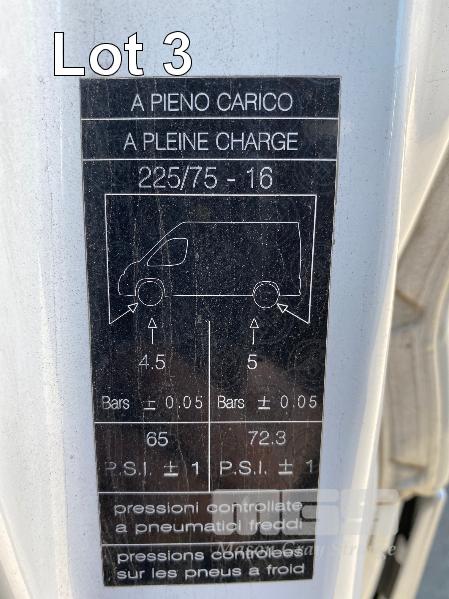 Lot 3
A PIENO CARICO
A PLEINE CHARGE
225/75 - 16
4.5 5
Bars ± 0.05 Bars ± 0.05
65 72.3
P.S.I. ± 1 P.S.I. ± 1
pressioni controllate
a pneumatici freddi
pressions controlées
sur les pneus a froid